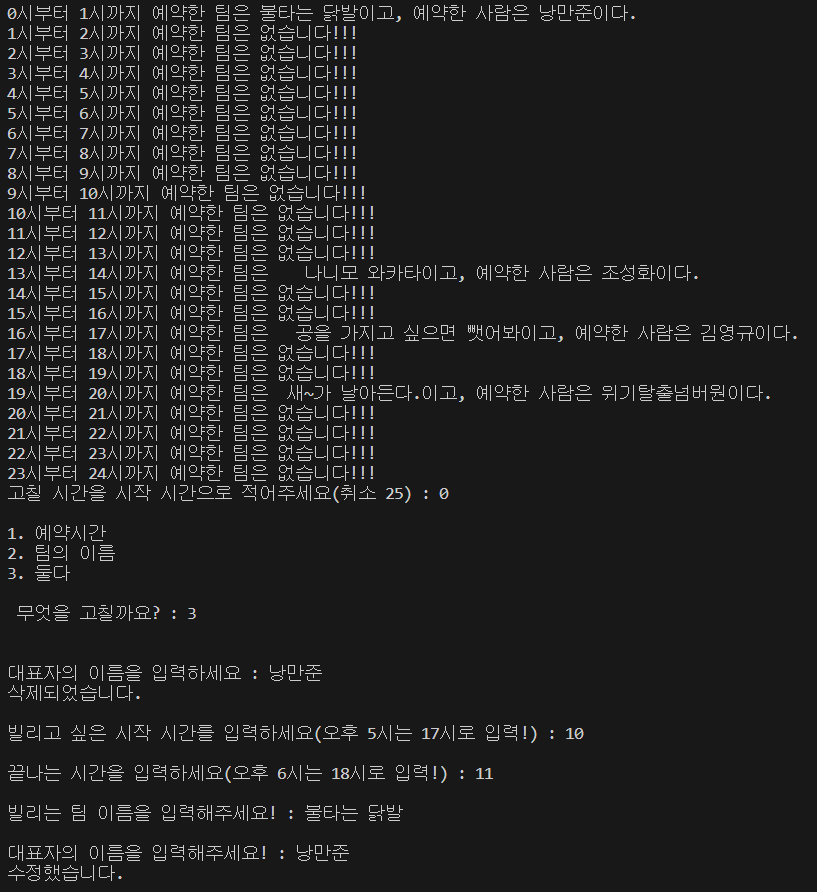 0시부터 1시까지 예약한 팀은 불타는 닭발이고, 예약한 사람은 낭만준이다.
1시부터 2시까지 예약한 팀은 없습니다!!!
2시부터 3시까지 예약한 팀은 없습니다!!!
3시부터 4시까지 예약한 팀은 없습니다!!!
4시부터 5시까지 예약한 팀은 없습니다!!!
5시부터 6시까지 예약한 팀은 없습니다!!!
6시부터 7시까지 예약한 팀은 없습니다!!!
7시부터 8시까지 예약한 팀은 없습니다!!!
8시부터 9시까지 예약한 팀은 없습니다!!!
9시부터 10시까지 예약한 팀은 없습니다!!!
10시부터 11시까지 예약한 팀은 없습니다!!!
11시부터 12시까지 예약한 팀은 없습니다!!!
12시부터 13시까지 예약한 팀은 없습니다!!!
13시부터 14시까지 예약한 팀은    나니모 와카타이고, 예약한 사람은 조성화이다.
14시부터 15시까지 예약한 팀은 없습니다!!!
15시부터 16시까지 예약한 팀은 없습니다!!!
16시부터 17시까지 예약한 팀은   공을 가지고 싶으면 뺏어봐이고, 예약한 사람은 김영규이다.
17시부터 18시까지 예약한 팀은 없습니다!!!
18시부터 19시까지 예약한 팀은 없습니다!!!
19시부터 20시까지 예약한 팀은  새~가 날아든다.이고, 예약한 사람은 위기탈출넘버원이다.
20시부터 21시까지 예약한 팀은 없습니다!!!
21시부터 22시까지 예약한 팀은 없습니다!!!
22시부터 23시까지 예약한 팀은 없습니다!!!
23시부터 24시까지 예약한 팀은 없습니다!!!
고칠 시간을 시작 시간으로 적어주세요(취소 25) : 0
1. 예약시간
2. 팀의 이름
3. 둘다
무엇을 고칠까요? : 3
대표자의 이름을 입력하세요 : 낭만준
삭제되었습니다.
빌리고 싶은 시작 시간를 입력하세요(오후 5시는 17시로 입력!) : 10
끝나는 시간을 입력하세요(오후 6시는 18시로 입력!) : 11
빌리는 팀 이름을 입력해주세요! : 불타는 닭발
대표자의 이름을 입력해주세요! : 낭만준
수정했습니다.